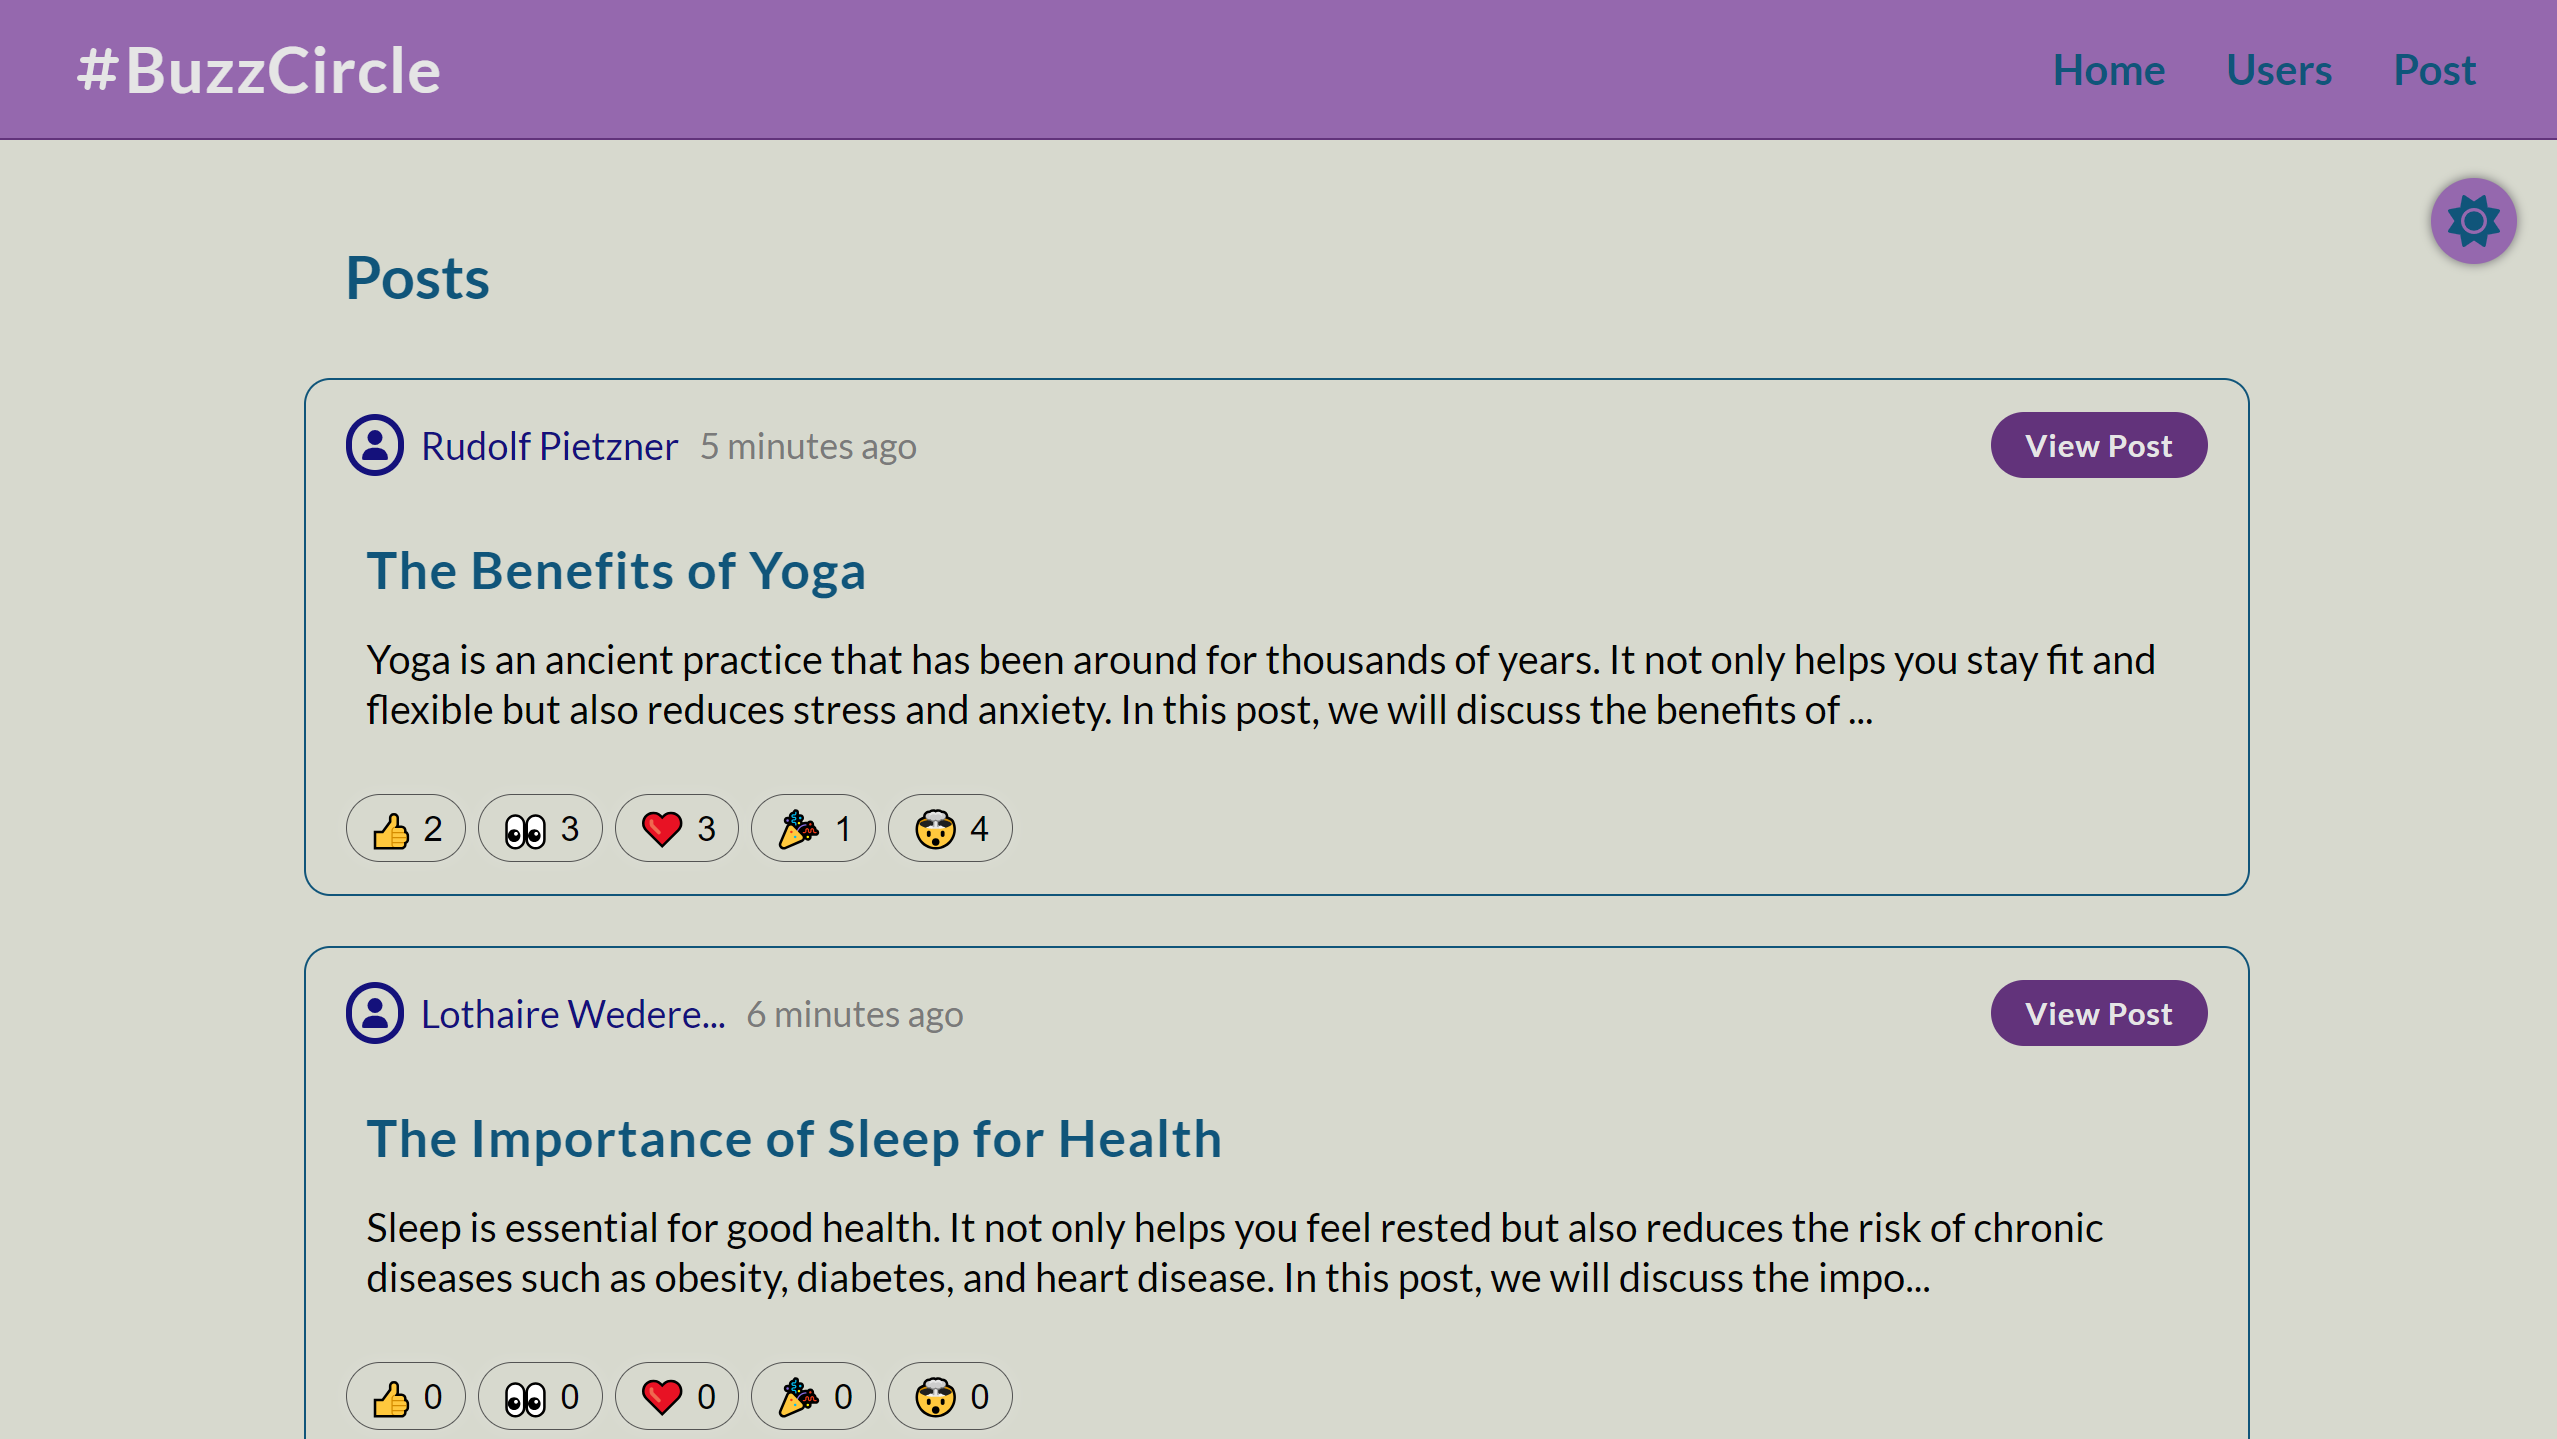 #BuzzCircle
Home Users Post
Posts
Rudolf Pietzner 5 minutes ago View Post
The Benefits of Yoga
Yoga is an ancient practice that has been around for thousands of years. It not only helps you stay fit and
flexible but also reduces stress and anxiety. In this post, we will discuss the benefits of ...
2 3 3 1 4
Lothaire Wedere... 6 minutes ago View Post
The Importance of Sleep for Health
Sleep is essential for good health. It not only helps you feel rested but also reduces the risk of chronic
diseases such as obesity, diabetes, and heart disease. In this post, we will discuss the impo...
0 0 0 0 0